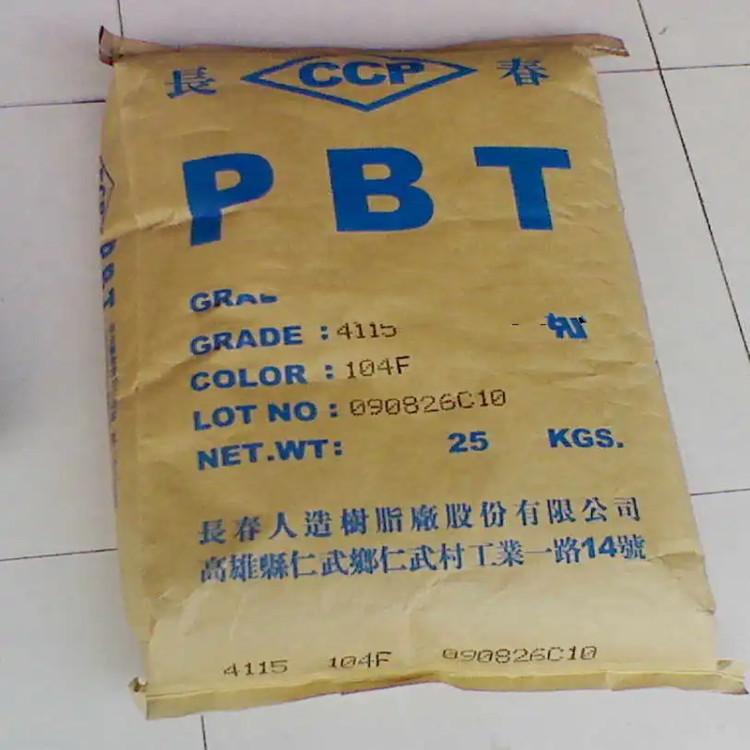 長 CCP 春
PBT
GRADE : 4115
COLOR : 104F
LOT NO : 090826C10
NET.WT: 25 KGS.
長春人造樹脂廠股份有限公司
高雄縣仁武鄉仁武村工業一路14號
4115 104F 090826C10
CCP PBT